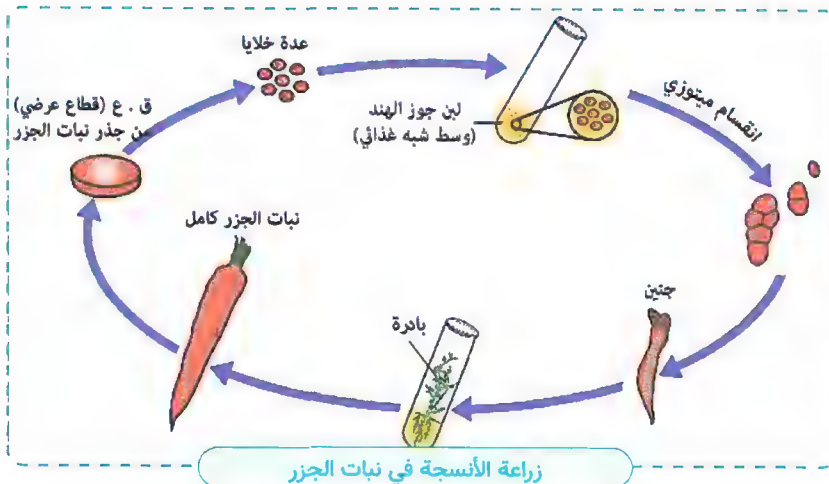 عدة خلايا
ق . ع (قطاع عرضي)
من جذر نبات الجزر
لبن جوز الهند
(وسط شبه غذائي)
انقسام ميتوزي
نبات الجزر كامل
بادرة
جنين
زراعة الأنسجة في نبات الجزر